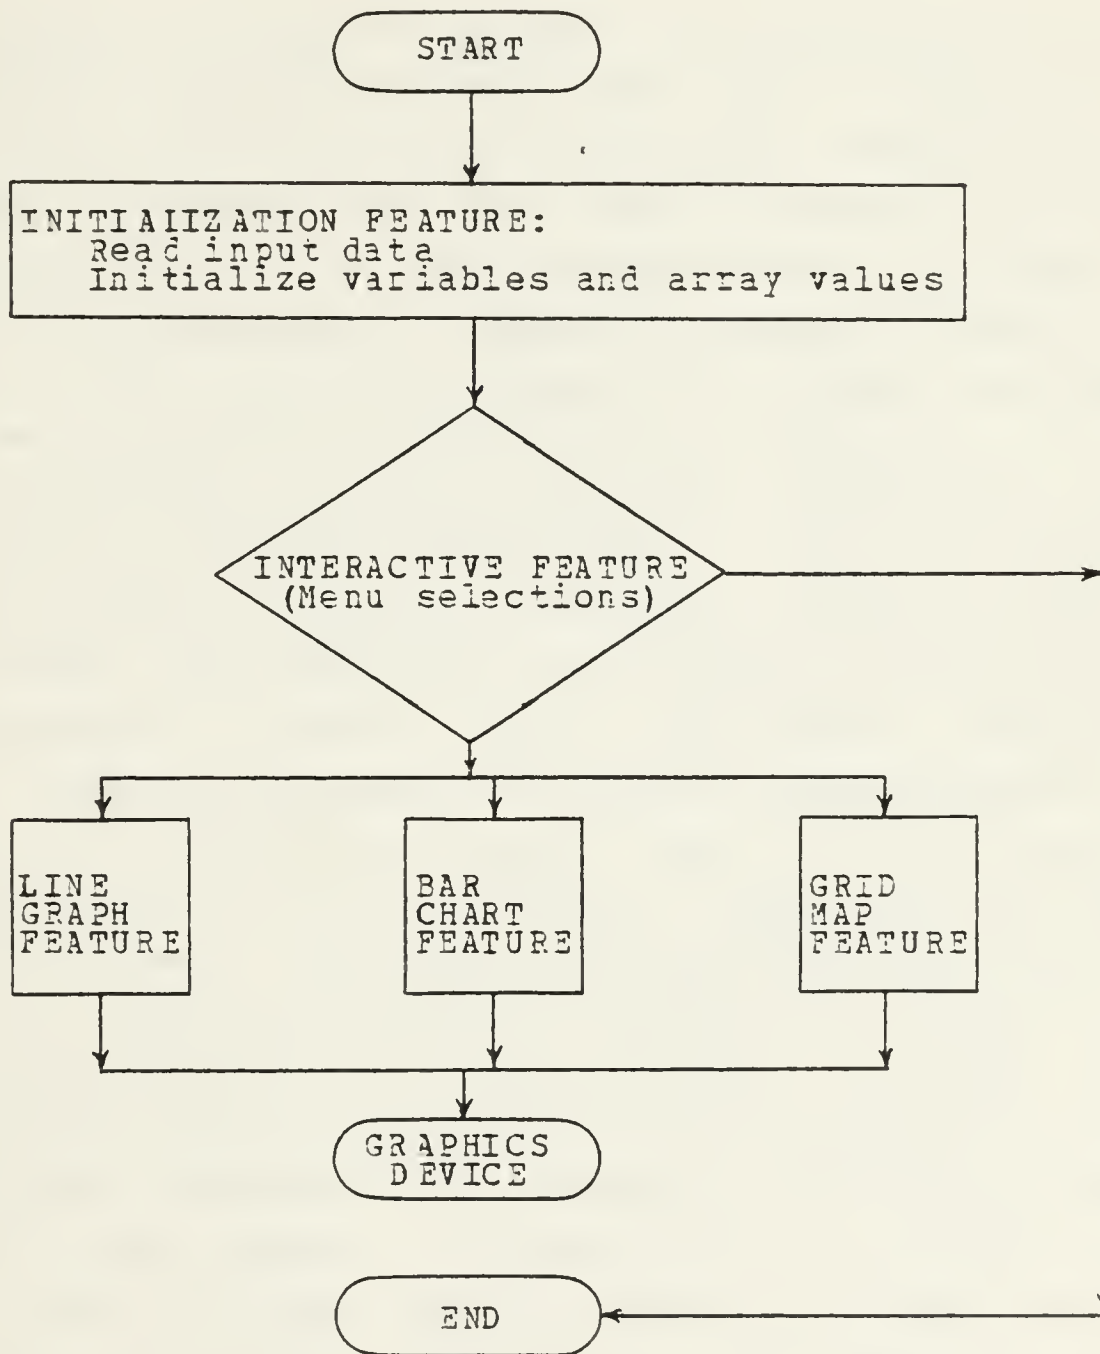 START
INITIAIIZATION FEATURE:
Read input data
Initialize variables and array values
INTERACTIVE FEATURE
(Menu selections)
LINE
GRAPH
FEATURE
BAR
CHART
FEATURE
GRID
MAP
FEATURE
GRAPHICS
DEVICE
END